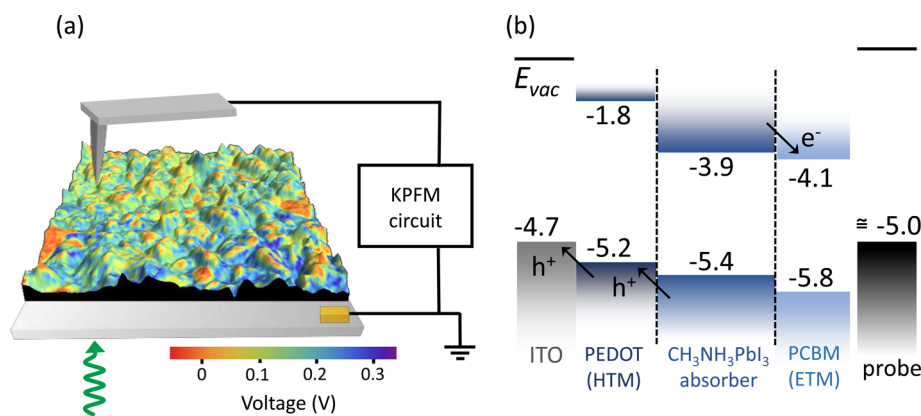 (a)
KPFM
circuit
0 0.1 0.2 0.3
Voltage (V)
(b)
Evac
-1.8
e-
-3.9
-4.1
-4.7
≅ -5.0
-5.2
-5.4
-5.8
h+
h+
ITO
PEDOT
(HTM)
CH3NH3PbI3
absorber
PCBM
(ETM)
probe